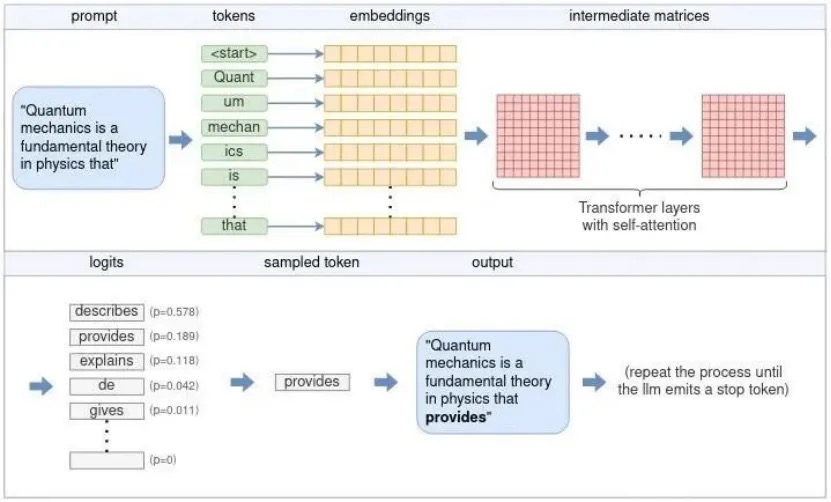 prompt
tokens
embeddings
intermediate matrices
"Quantum
mechanics is a
fundamental theory
in physics that"
<start>
Quant
um
mechan
ics
is
that
Transformer layers
with self-attention
logits
sampled token
output
describes (p=0.578)
provides (p=0.189)
explains (p=0.118)
de (p=0.042)
gives (p=0.011)
(p=0)
provides
"Quantum
mechanics is a
fundamental theory
in physics that
provides"
(repeat the process until
the llm emits a stop token)